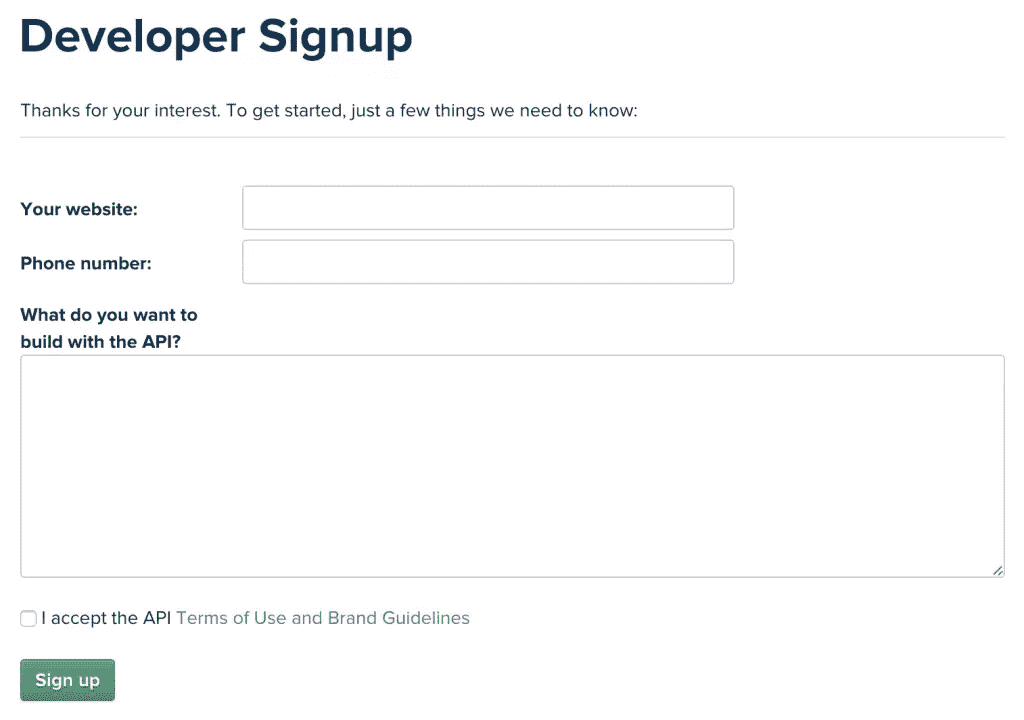 Developer Signup
Thanks for your interest. To get started, just a few things we need to know:
Your website:
Phone number:
What do you want to
build with the API?
I accept the API Terms of Use and Brand Guidelines
Sign up